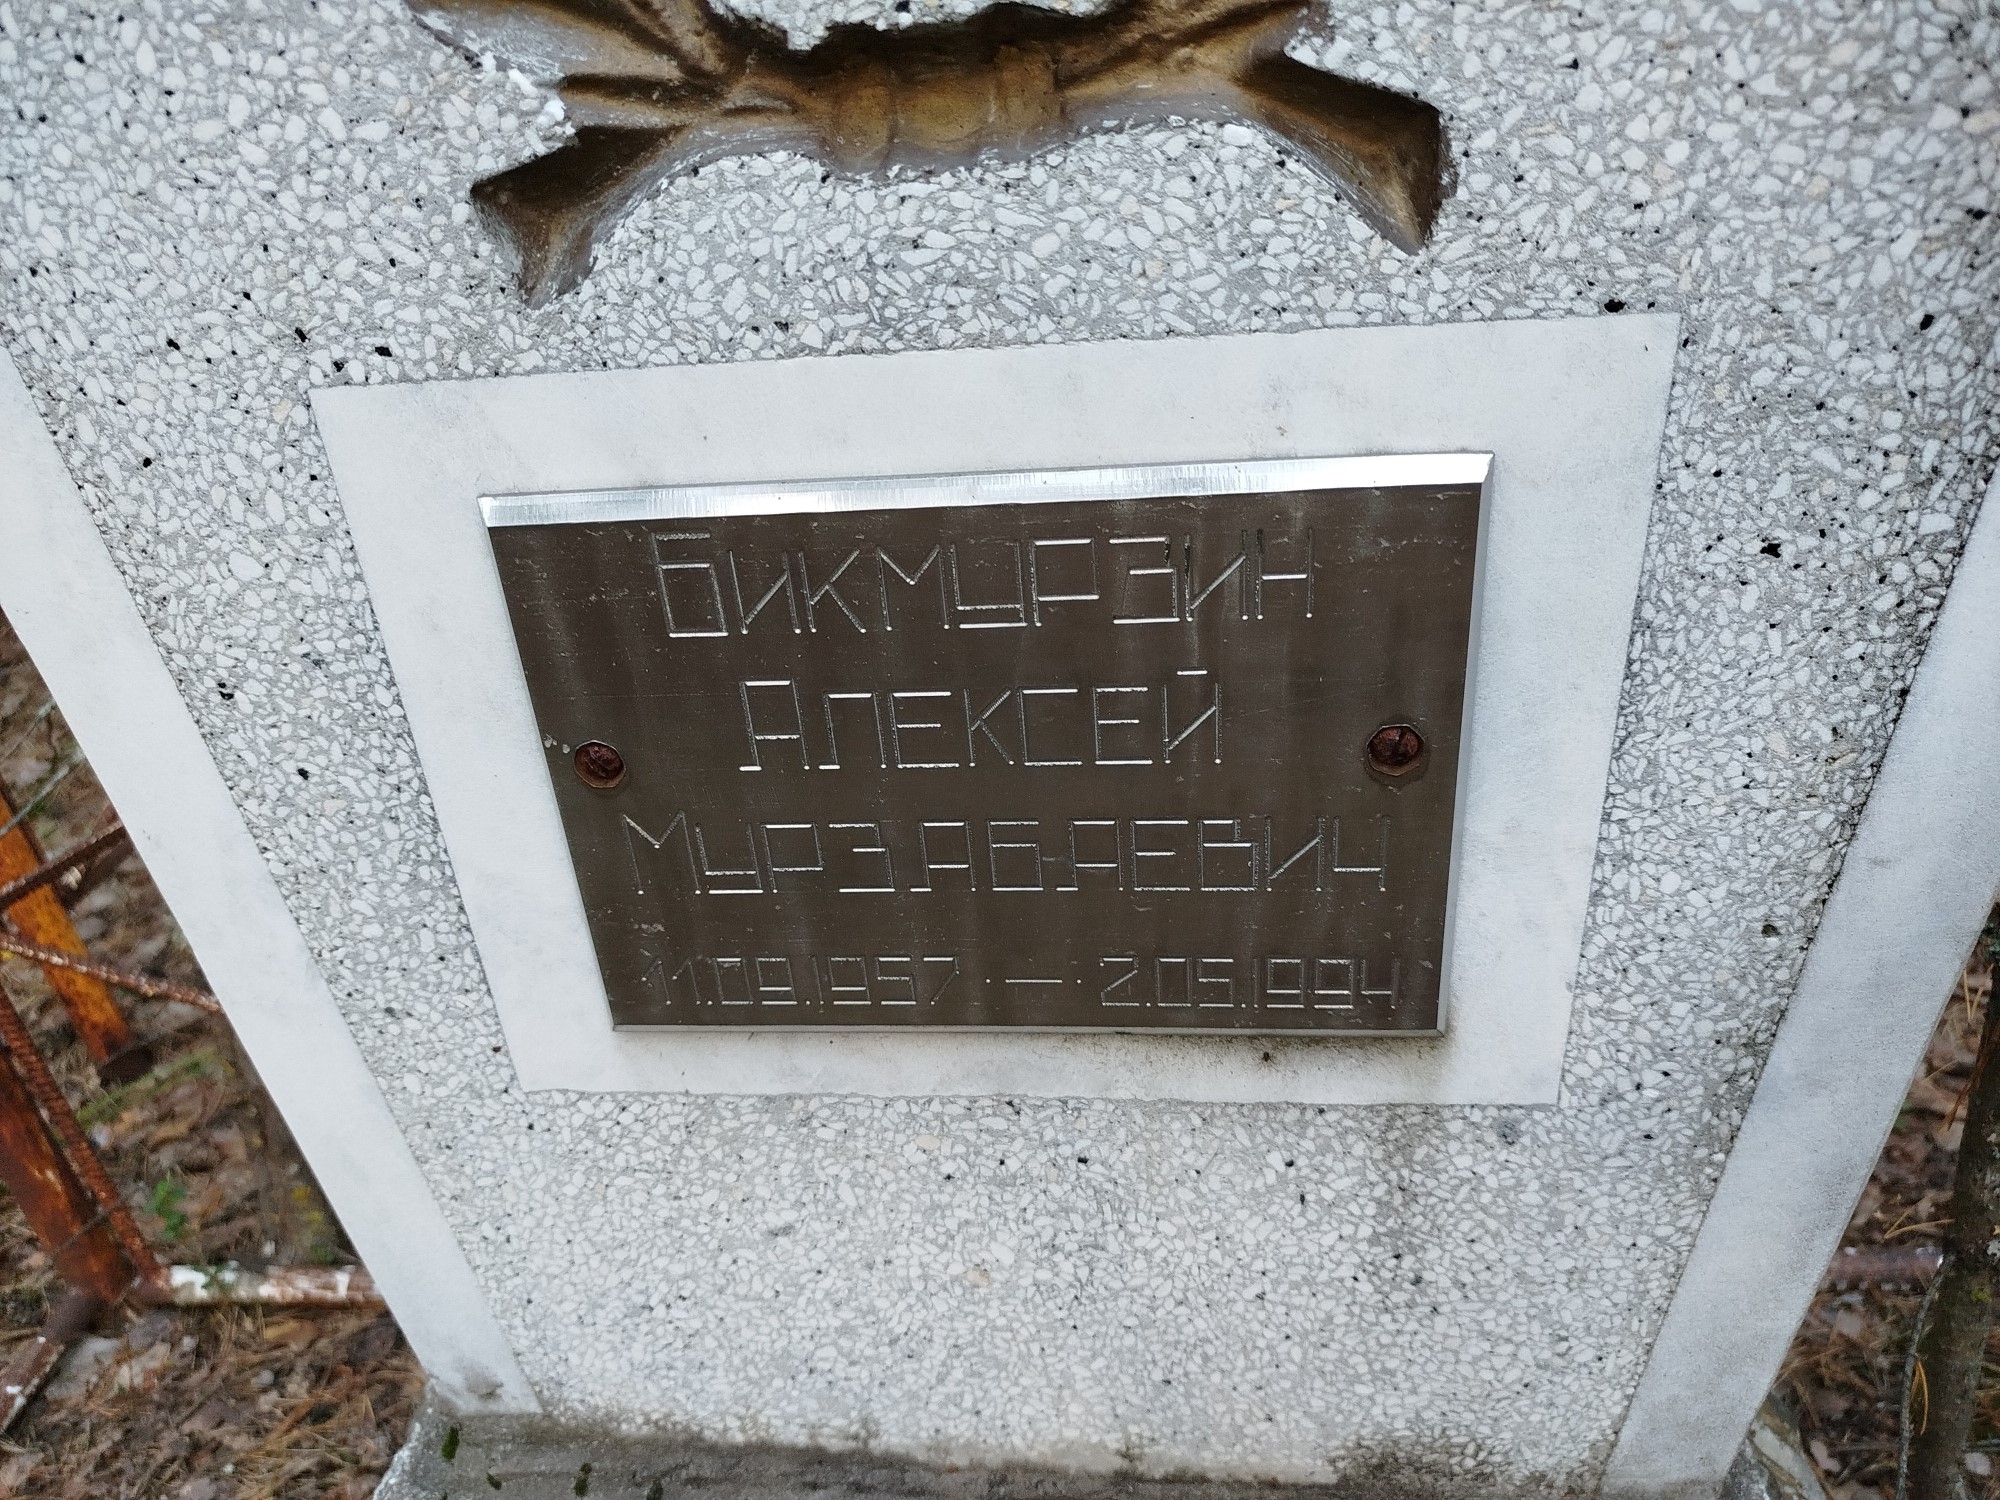 Бикмурзин
Алексей
Мурзабаевич
11.09.1957 · — · 2.05.1994